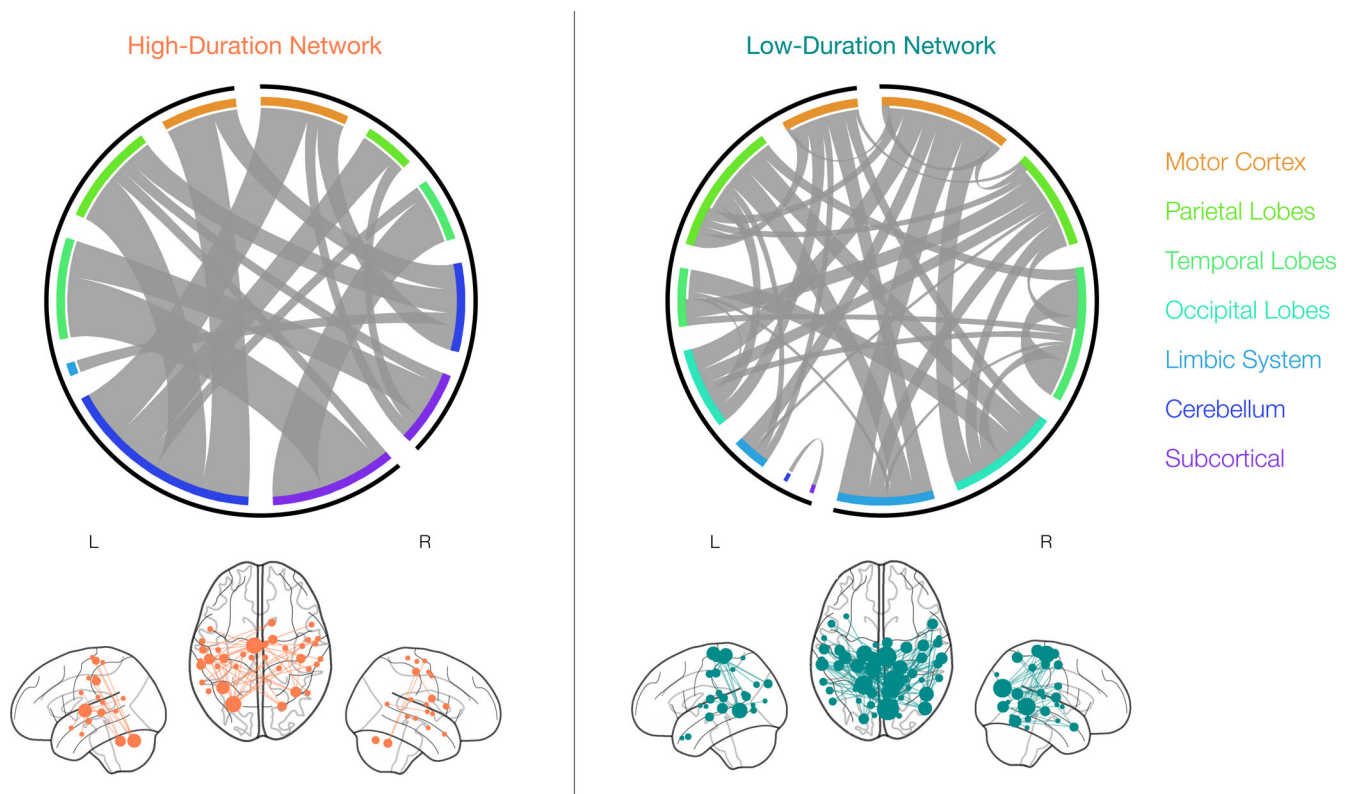 High-Duration Network
Low-Duration Network
Motor Cortex
Parietal Lobes
Temporal Lobes
Occipital Lobes
Limbic System
Cerebellum
Subcortical
L
R
L
R